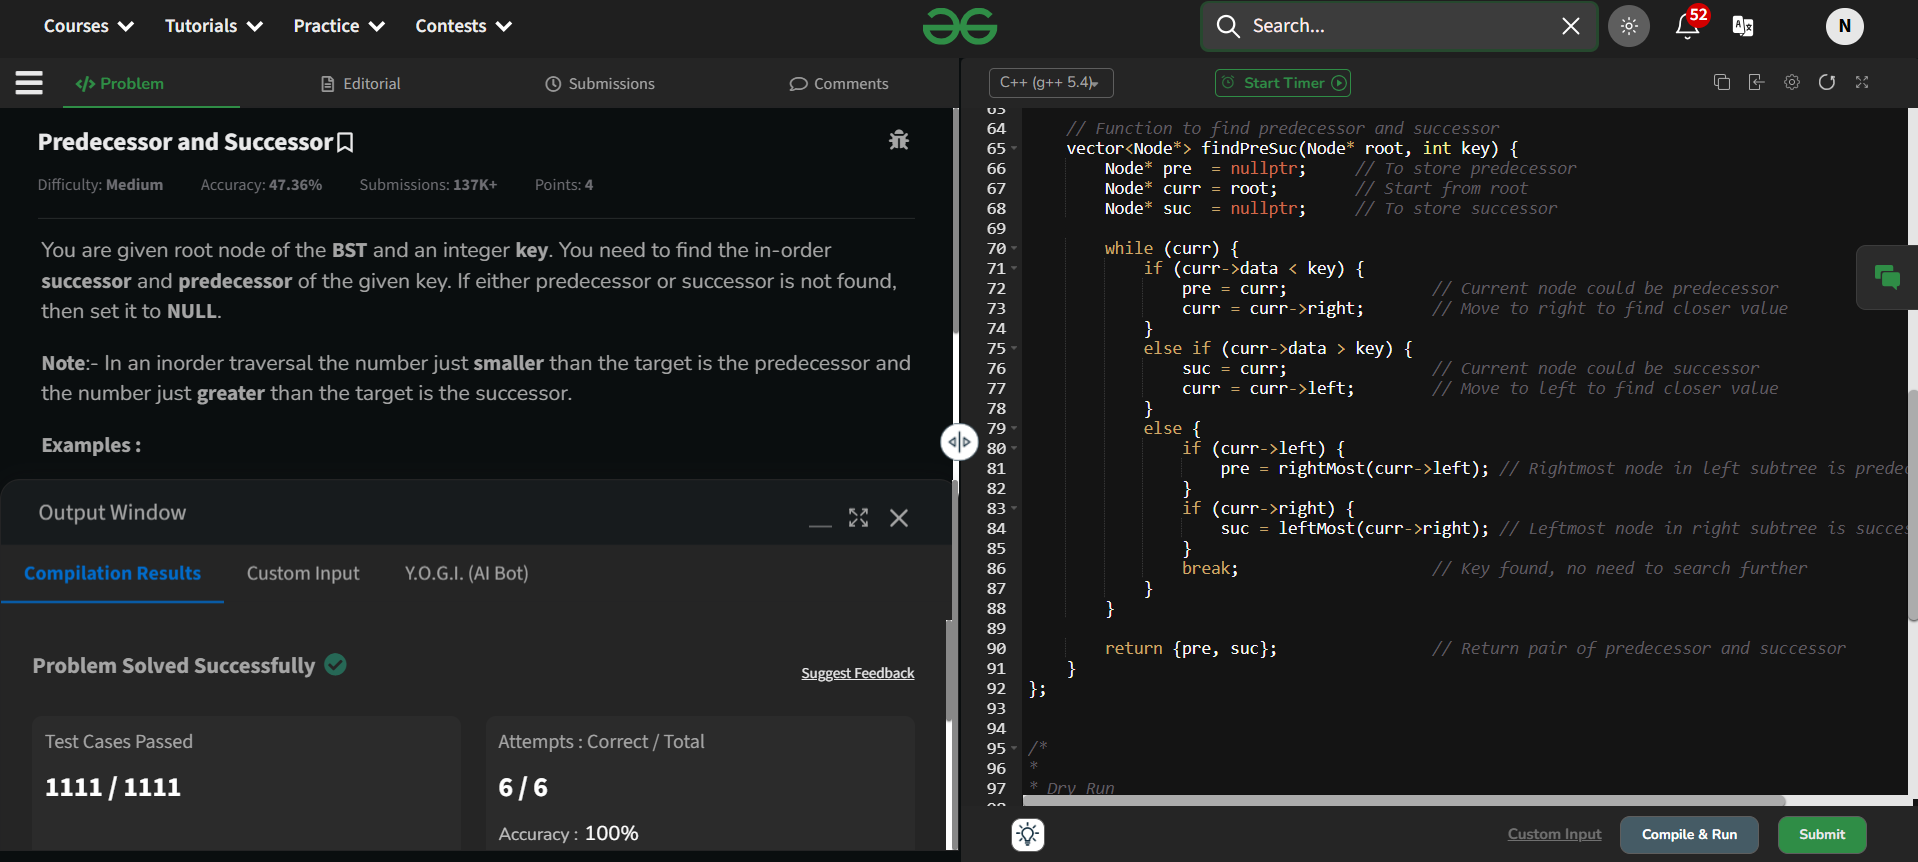 Courses Tutorials Practice Contests Search... 52 N
</> Problem Editorial Submissions Comments
Predecessor and Successor
Difficulty: Medium Accuracy: 47.36% Submissions: 137K+ Points: 4
You are given root node of the BST and an integer key. You need to find the in-order
successor and predecessor of the given key. If either predecessor or successor is not found,
then set it to NULL.
Note:- In an inorder traversal the number just smaller than the target is the predecessor and
the number just greater than the target is the successor.
Examples :
Output Window
Compilation Results Custom Input Y.O.G.I. (AI Bot)
Problem Solved Successfully
Suggest Feedback
Test Cases Passed
1111 / 1111
Attempts : Correct / Total
6 / 6
Accuracy : 100%
C++ (g++ 5.4) Start Timer
63
64 // Function to find predecessor and successor
65 vector<Node*> findPreSuc(Node* root, int key) {
66 Node* pre = nullptr; // To store predecessor
67 Node* curr = root; // Start from root
68 Node* suc = nullptr; // To store successor
69
70 while (curr) {
71 if (curr->data < key) {
72 pre = curr; // Current node could be predecessor
73 curr = curr->right; // Move to right to find closer value
74 }
75 else if (curr->data > key) {
76 suc = curr; // Current node could be successor
77 curr = curr->left; // Move to left to find closer value
78 }
79 else {
80 if (curr->left) {
81 pre = rightMost(curr->left); // Rightmost node in left subtree is prede
82 }
83 if (curr->right) {
84 suc = leftMost(curr->right); // Leftmost node in right subtree is succe
85 }
86 break; // Key found, no need to search further
87 }
88 }
89
90 return {pre, suc}; // Return pair of predecessor and successor
91 }
92 };
93
94
95 /*
96 *
97 * Dry Run
Custom Input Compile & Run Submit